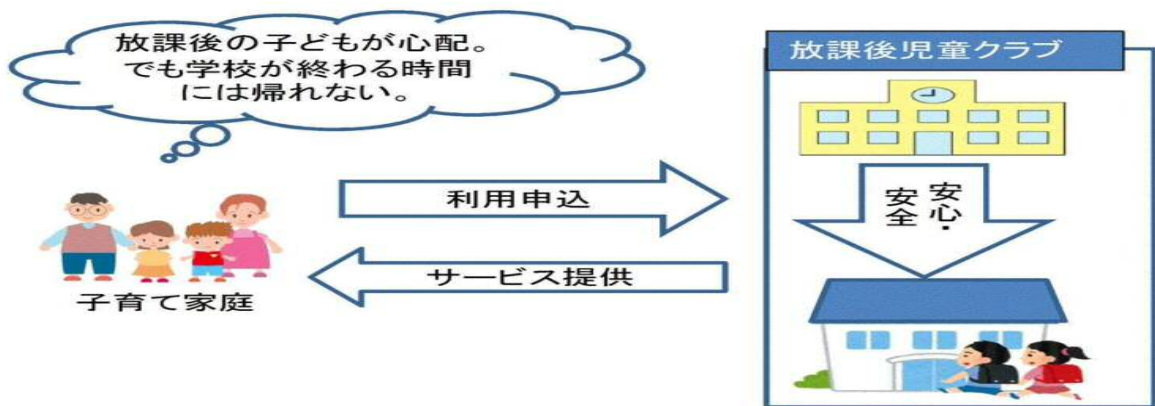 放課後の子どもが心配。
でも学校が終わる時間
には帰れない。
子育て家庭
利用申込
サービス提供
放課後児童クラブ
安心・
安全